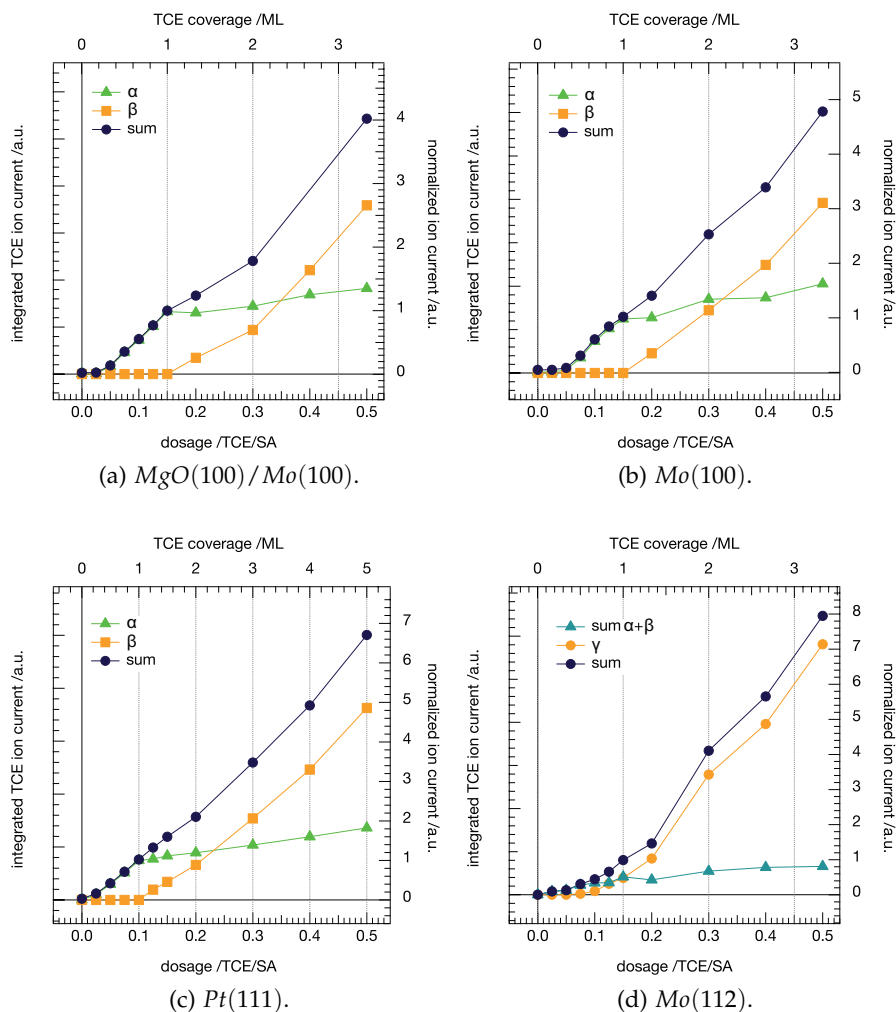 TCE coverage /ML
0 1 2 3
α
β
sum
integrated TCE ion current /a.u.
normalized ion current /a.u.
4
3
2
1
0
0.0 0.1 0.2 0.3 0.4 0.5
dosage /TCE/SA
(a) MgO(100)/Mo(100).
TCE coverage /ML
0 1 2 3
α
β
sum
integrated TCE ion current /a.u.
normalized ion current /a.u.
5
4
3
2
1
0
0.0 0.1 0.2 0.3 0.4 0.5
dosage /TCE/SA
(b) Mo(100).
TCE coverage /ML
0 1 2 3 4 5
α
β
sum
integrated TCE ion current /a.u.
normalized ion current /a.u.
7
6
5
4
3
2
1
0
0.0 0.1 0.2 0.3 0.4 0.5
dosage /TCE/SA
(c) Pt(111).
TCE coverage /ML
0 1 2 3
sum α+β
γ
sum
integrated TCE ion current /a.u.
normalized ion current /a.u.
8
7
6
5
4
3
2
1
0
0.0 0.1 0.2 0.3 0.4 0.5
dosage /TCE/SA
(d) Mo(112).